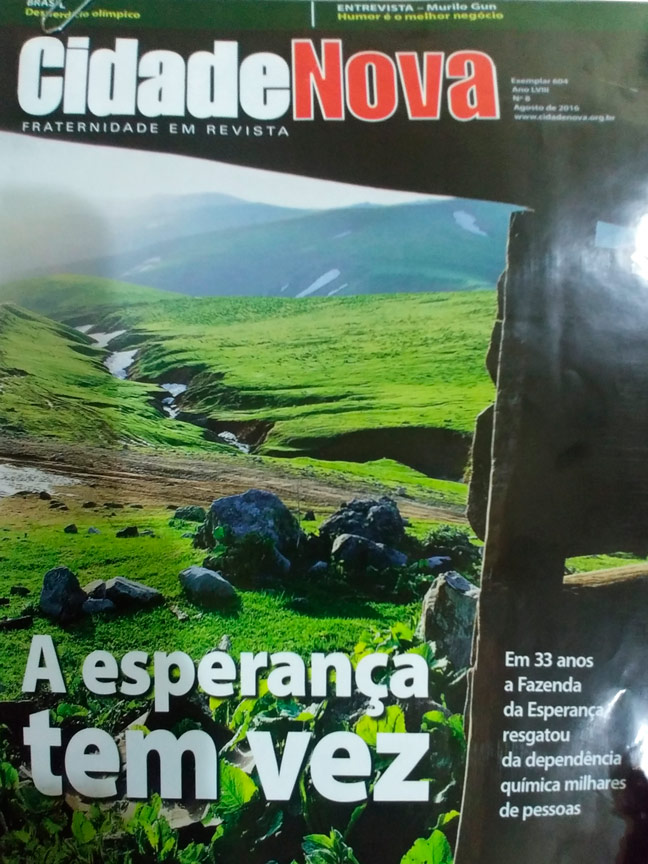 BRASIL
Desperdício olímpico
ENTREVISTA – Murilo Gun
Humor é o melhor negócio
CidadeNova
FRATERNIDADE EM REVISTA
Exemplar 604
Ano LVIII
Nº 8
Agosto de 2016
www.cidadenova.org.br
A esperança
tem vez
Em 33 anos
a Fazenda
da Esperança
resgatou
da dependência
química milhares
de pessoas